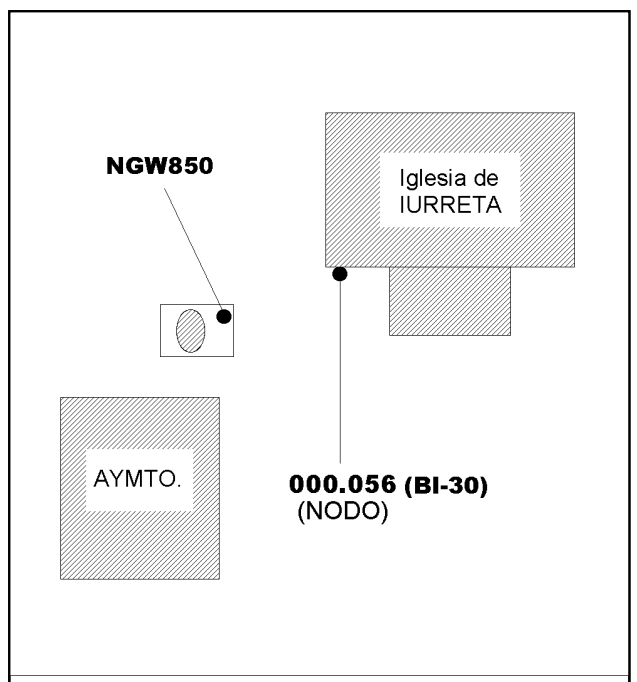 NGW850
Iglesia de
IURRETA
AYMTO.
000.056 (BI-30)
(NODO)